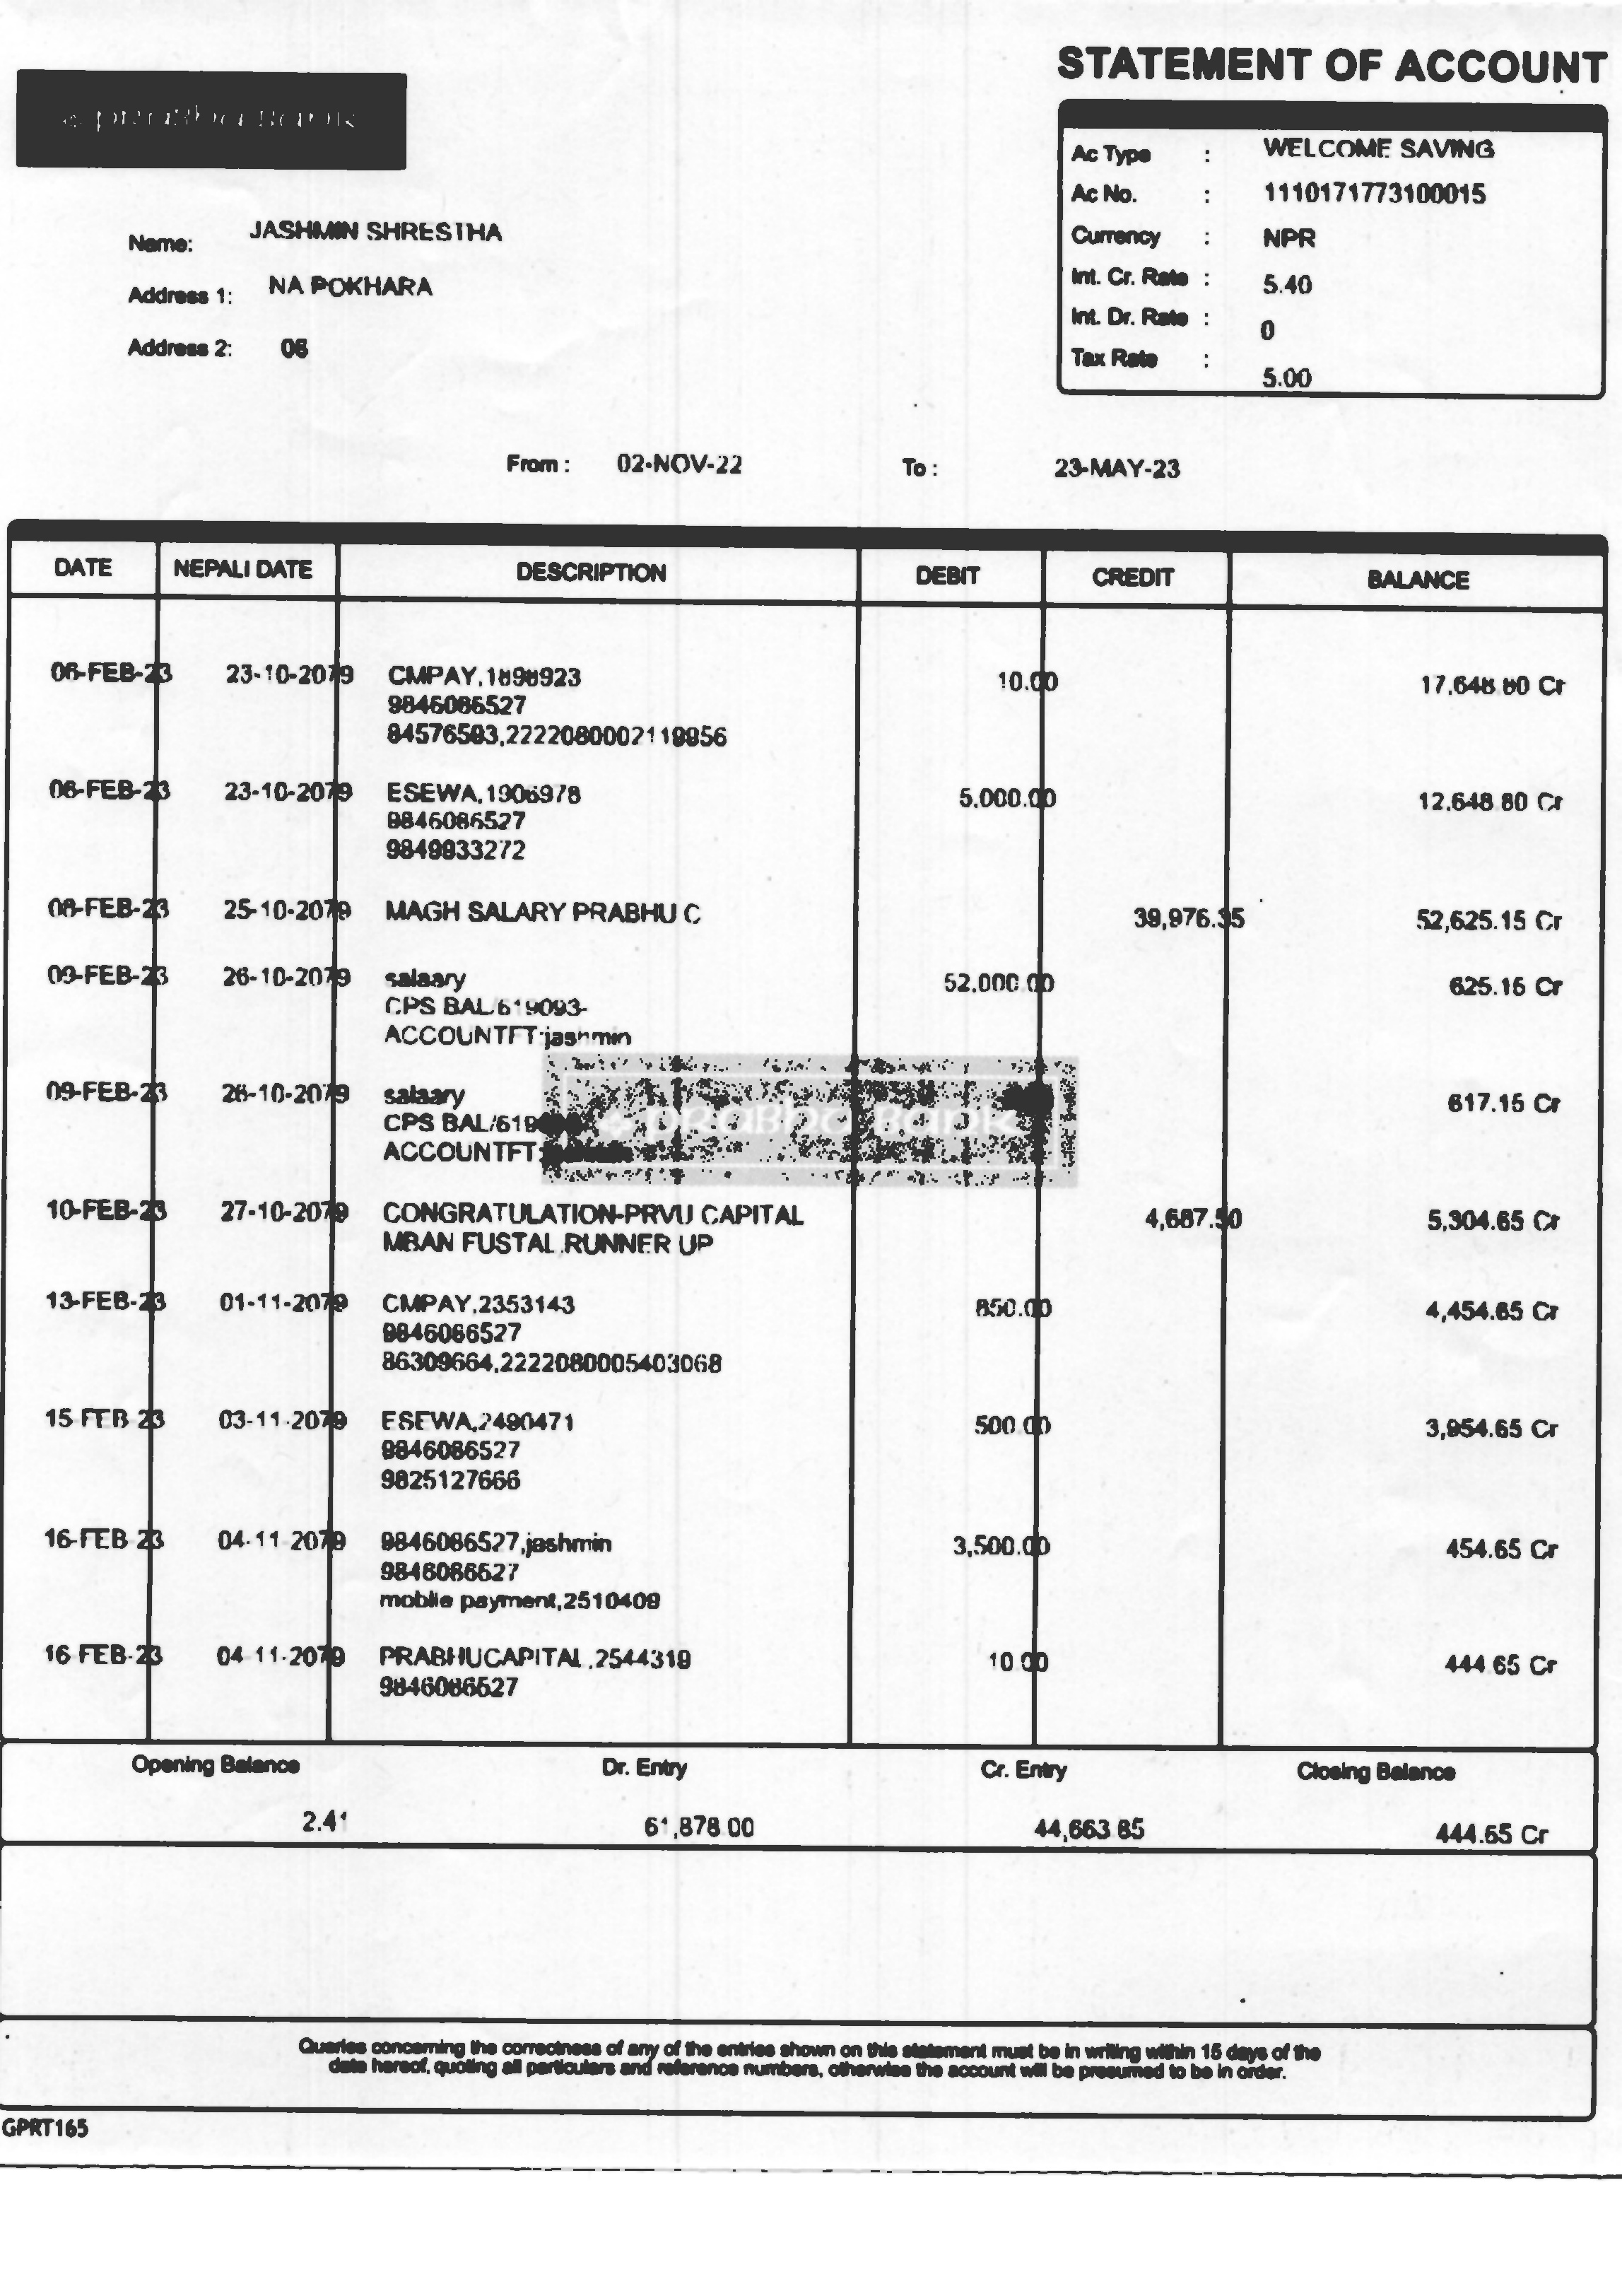 STATEMENT OF ACCOUNT
PRABHU BANK
Ac Type : WELCOME SAVING
Ac No. : 1110171773100015
Currency : NPR
Int. Cr. Rate : 5.40
Int. Dr. Rate : 0
Tax Rate : 5.00
Name: JASHMIN SHRESTHA
Address 1: NA POKHARA
Address 2: 06
From : 02-NOV-22 To : 23-MAY-23
DATE NEPALI DATE DESCRIPTION DEBIT CREDIT BALANCE
06-FEB-23 23-10-2079 CMPAY,1898923 10.00 17,648.80 Cr
9846086527
84576593,2222080002119956
06-FEB-23 23-10-2079 ESEWA,1906978 5,000.00 12,648.80 Cr
9846086527
9849933272
08-FEB-23 25-10-2079 MAGH SALARY PRABHU C 39,976.35 52,625.15 Cr
09-FEB-23 26-10-2079 salaary 52,000.00 625.15 Cr
CPS BAL/619093-
ACCOUNTFT:jashmin
09-FEB-23 26-10-2079 salaary 617.15 Cr
CPS BAL/619
ACCOUNTFT:
PRABHU BANK
10-FEB-23 27-10-2079 CONGRATULATION-PRVU CAPITAL 4,687.50 5,304.65 Cr
MBAN FUSTAL RUNNER UP
13-FEB-23 01-11-2079 CMPAY,2353143 850.00 4,454.65 Cr
9846086527
86309664,2222080005403068
15-FEB-23 03-11-2079 ESEWA,2490471 500.00 3,954.65 Cr
9846086527
9825127666
16-FEB-23 04-11-2079 9846086527,jashmin 3,500.00 454.65 Cr
9846086527
mobile payment,2510409
16-FEB-23 04-11-2079 PRABHUCAPITAL,2544319 10.00 444.65 Cr
9846086527
Opening Balance Dr. Entry Cr. Entry Closing Balance
2.41 61,878.00 44,663.85 444.65 Cr
Queries concerning the correctness of any of the entries shown on this statement must be in writing within 15 days of the
date hereof, quoting all particulars and reference numbers, otherwise the account will be presumed to be in order.
GPRT165